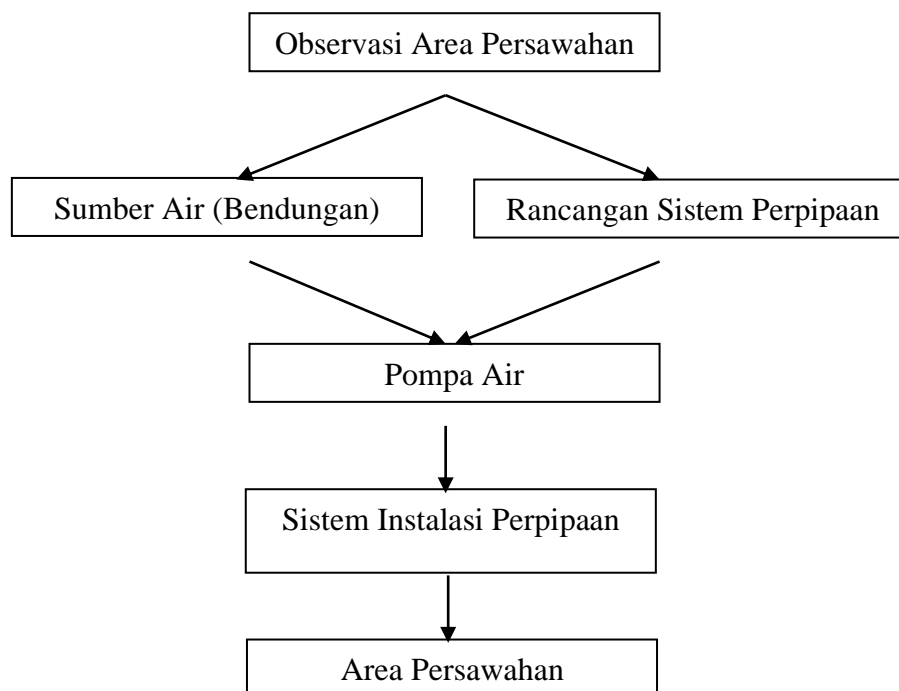 Observasi Area Persawahan
Sumber Air (Bendungan)
Rancangan Sistem Perpipaan
Pompa Air
Sistem Instalasi Perpipaan
Area Persawahan